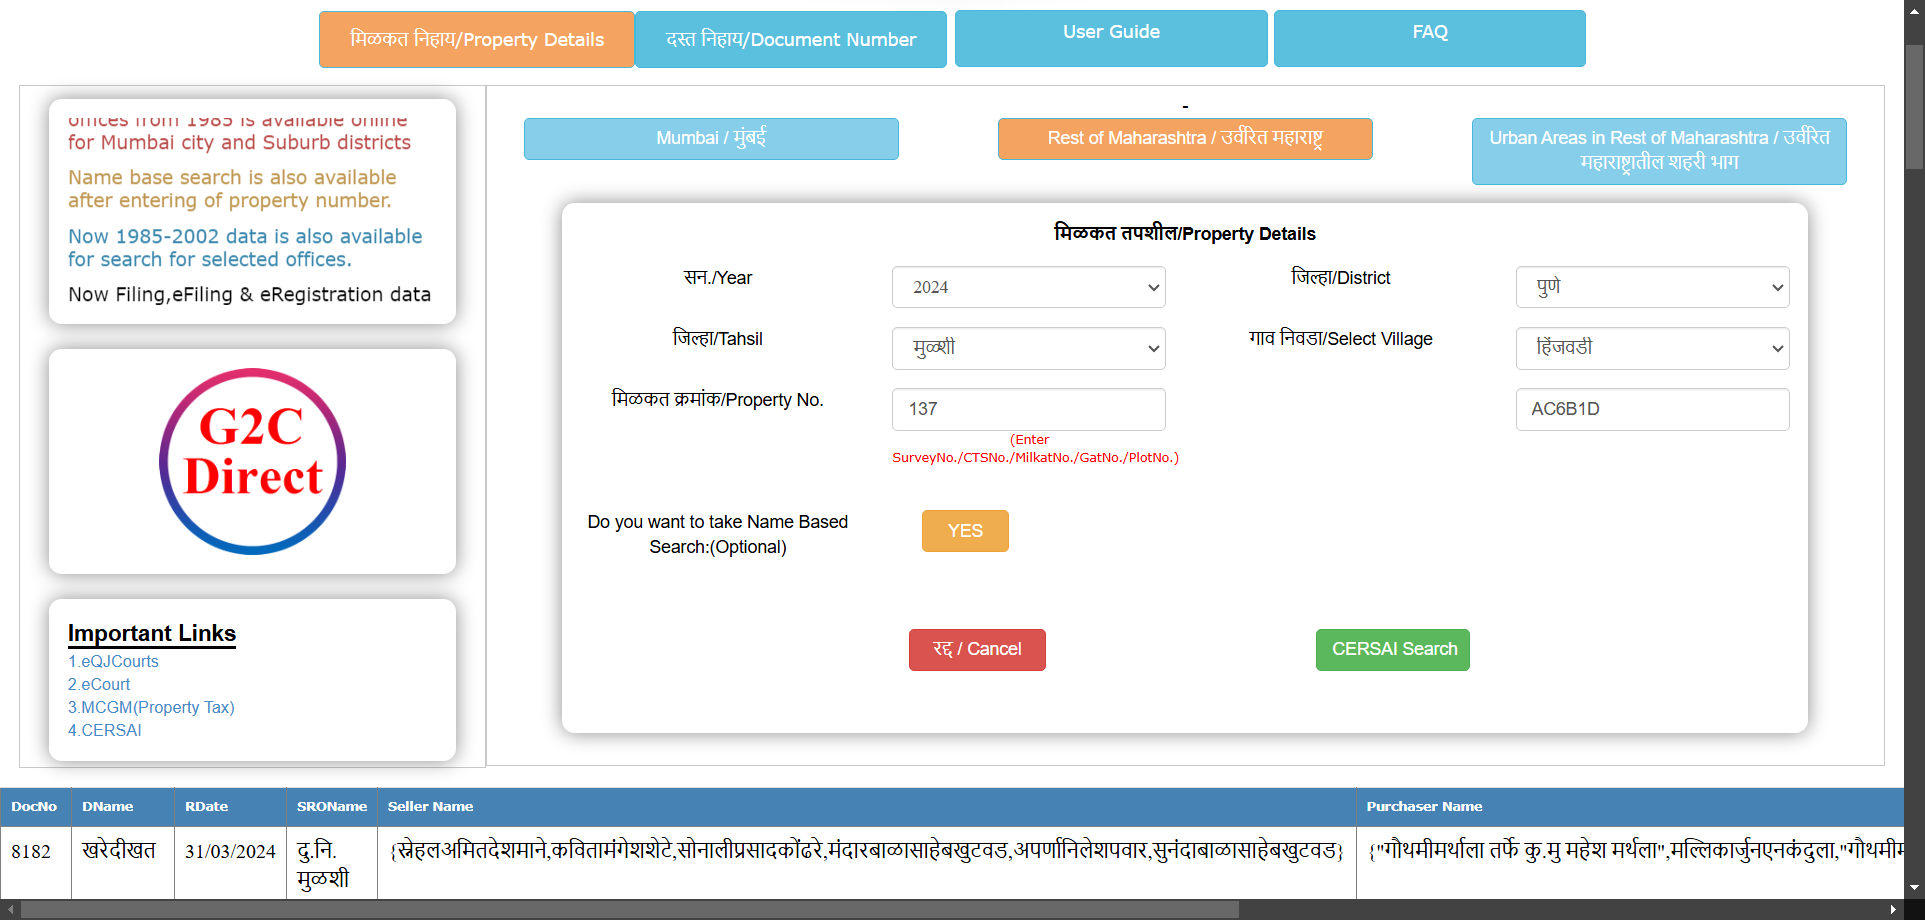 मिळकत निहाय/Property Details
दस्त निहाय/Document Number
User Guide
FAQ
offices from 1985 is available online
for Mumbai city and Suburb districts
Name base search is also available
after entering of property number.
Now 1985-2002 data is also available
for search for selected offices.
Now Filing,eFiling & eRegistration data
G2C
Direct
Important Links
1.eQJCourts
2.eCourt
3.MCGM(Property Tax)
4.CERSAI
-
Mumbai / मुंबई
Rest of Maharashtra / उर्वरित महाराष्ट्र
Urban Areas in Rest of Maharashtra / उर्वरित
महाराष्ट्रातील शहरी भाग
मिळकत तपशील/Property Details
सन./Year
2024
जिल्हा/District
पुणे
जिल्हा/Tahsil
मुळशी
गाव निवडा/Select Village
हिंजवडी
मिळकत क्रमांक/Property No.
137
AC6B1D
(Enter
SurveyNo./CTSNo./MilkatNo./GatNo./PlotNo.)
Do you want to take Name Based
Search:(Optional)
YES
रद्द / Cancel
CERSAI Search
DocNo DName RDate SROName Seller Name Purchaser Name
8182 खरेदीखत 31/03/2024 दु.नि. {स्नेहलअमितदेशमाने,कवितामंगेशशेटे,सोनालीप्रसादकोंढरे,मंदारबाळासाहेबखुटवड,अपर्णानिलेशपवार,सुनंदाबाळासाहेबखुटवड} {"गौथमीमर्थाला तर्फे कु.मु महेश मर्थला",मल्लिकार्जुनएनकंदुला,"गौथमीम
मुळशी